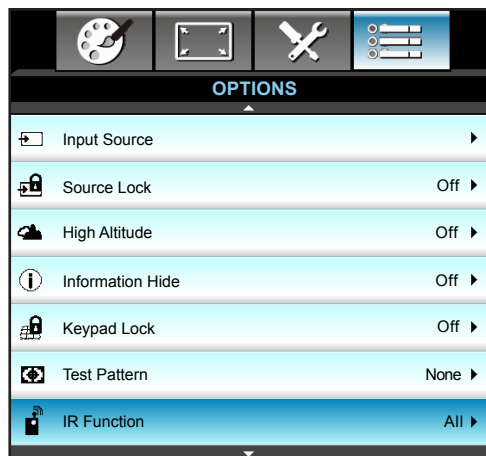 OPTIONS
Input Source
Source Lock Off
High Altitude Off
Information Hide Off
Keypad Lock Off
Test Pattern None
IR Function All